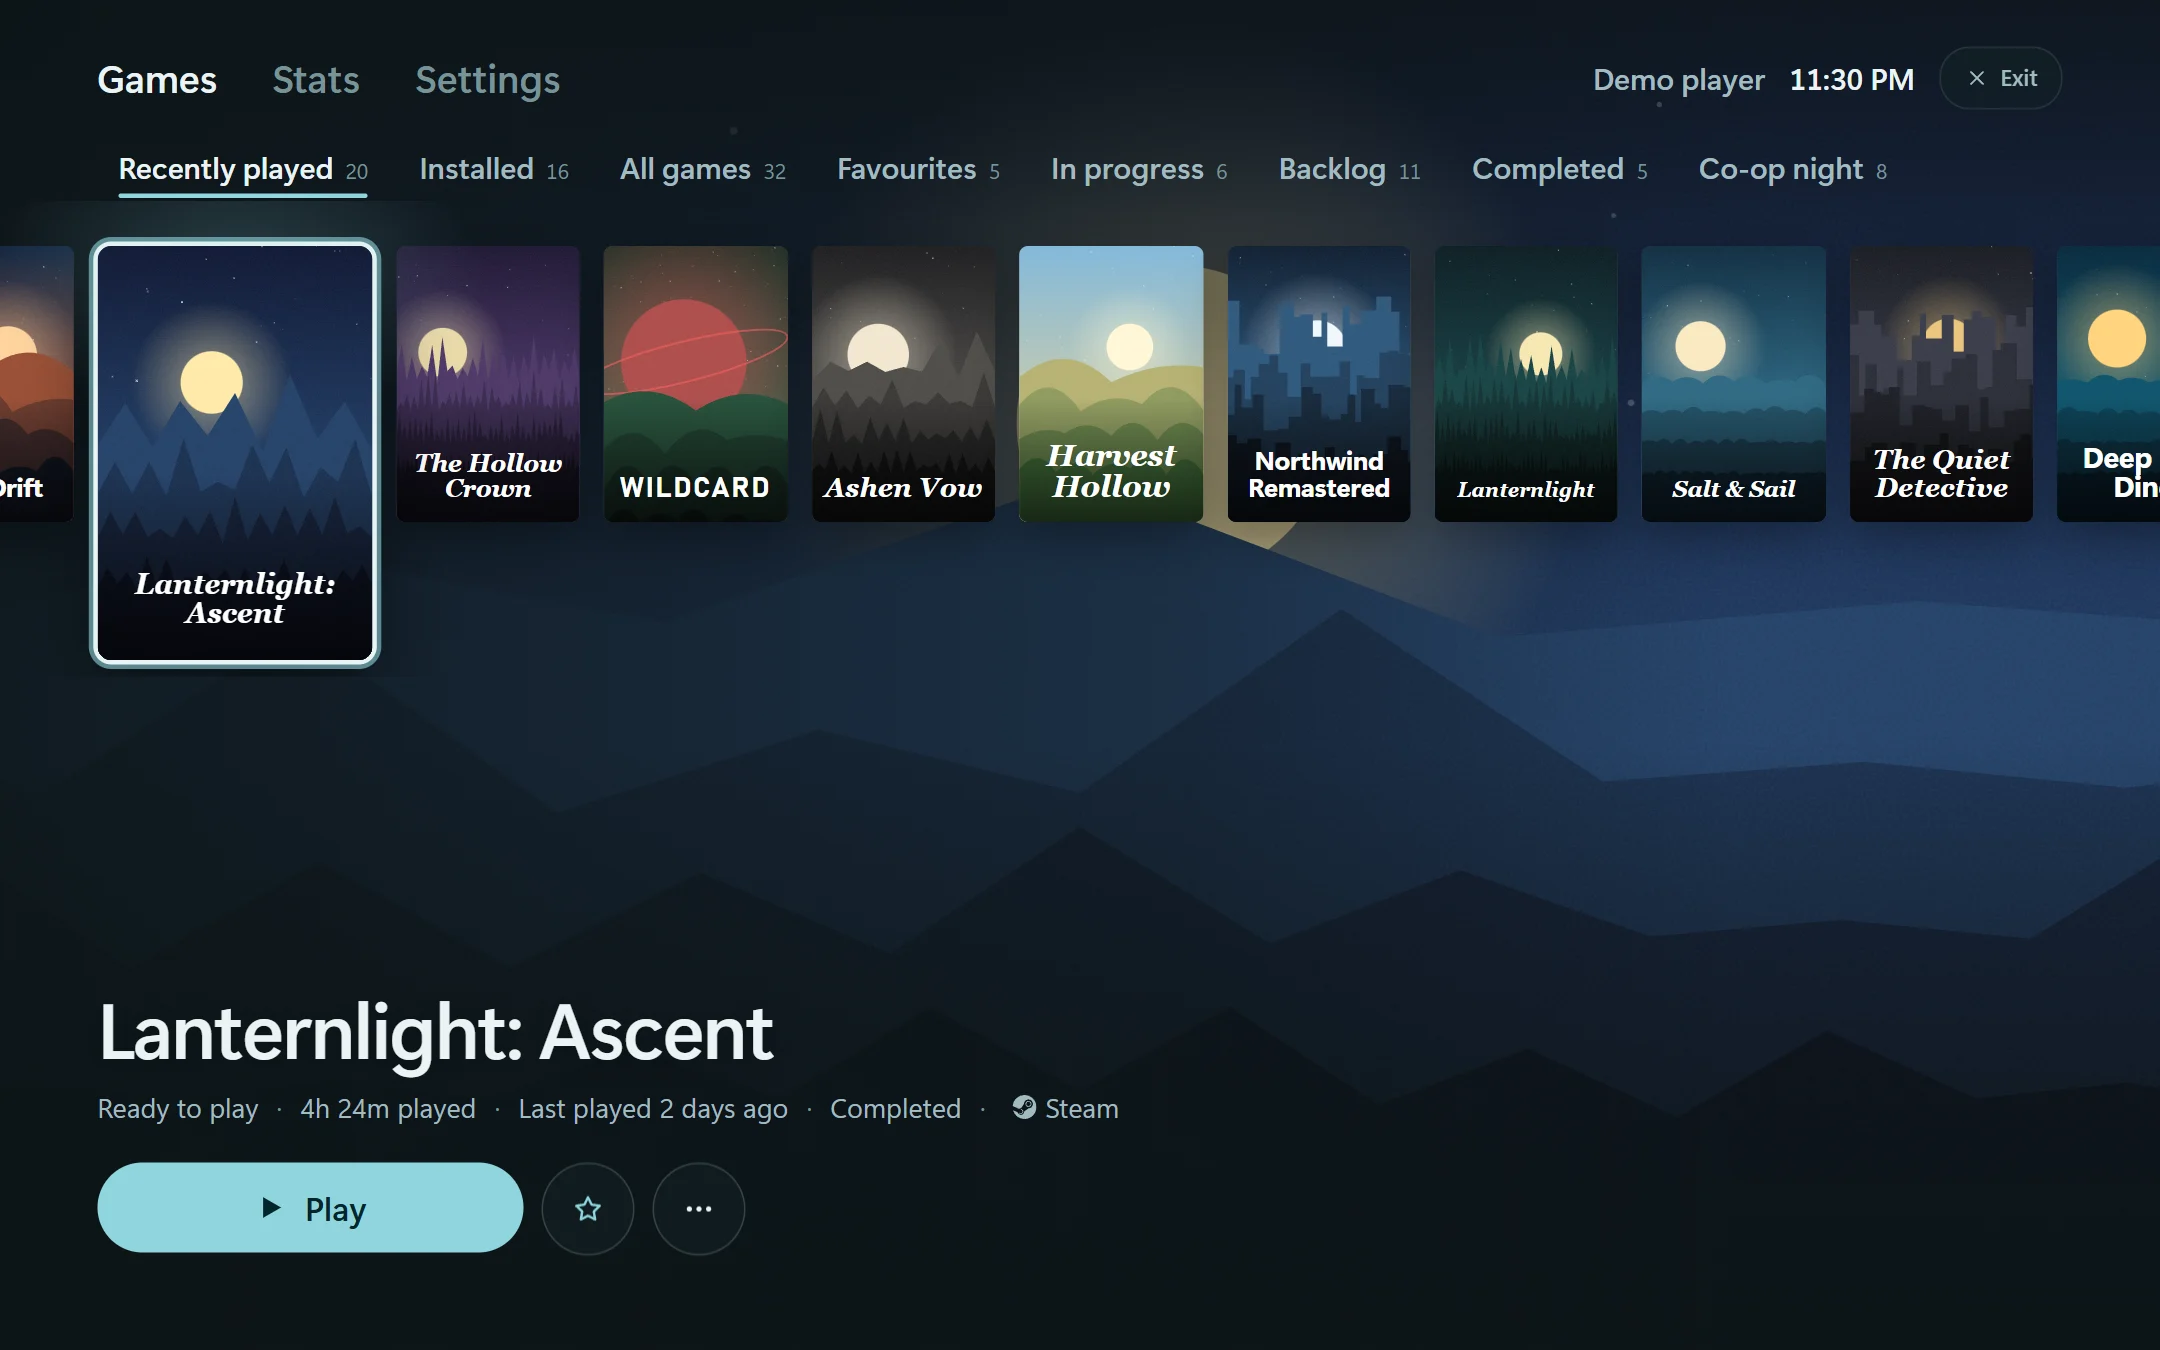 Games Stats Settings Demo player 11:30 PM Exit
Recently played 20 Installed 16 All games 32 Favourites 5 In progress 6 Backlog 11 Completed 5 Co-op night 8
Drift
Lanternlight:
Ascent
The Hollow
Crown
WILDCARD
Ashen Vow
Harvest
Hollow
Northwind
Remastered
Lanternlight
Salt & Sail
The Quiet
Detective
Deep
Lanternlight: Ascent
Ready to play · 4h 24m played · Last played 2 days ago · Completed · Steam
Play